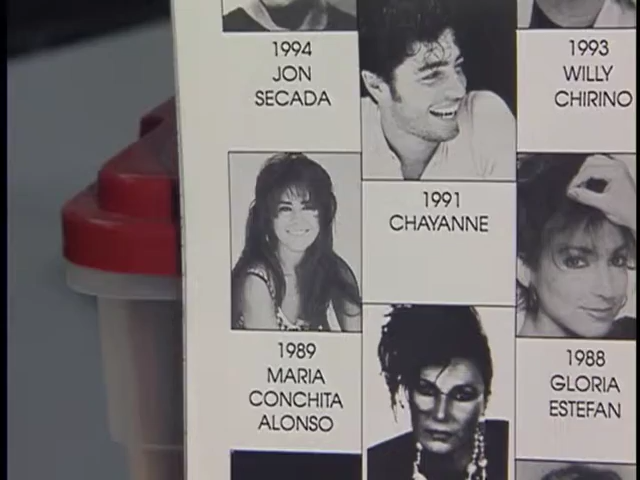 1994
JON
SECADA
1993
WILLY
CHIRINO
1991
CHAYANNE
1989
MARIA
CONCHITA
ALONSO
1988
GLORIA
ESTEFAN